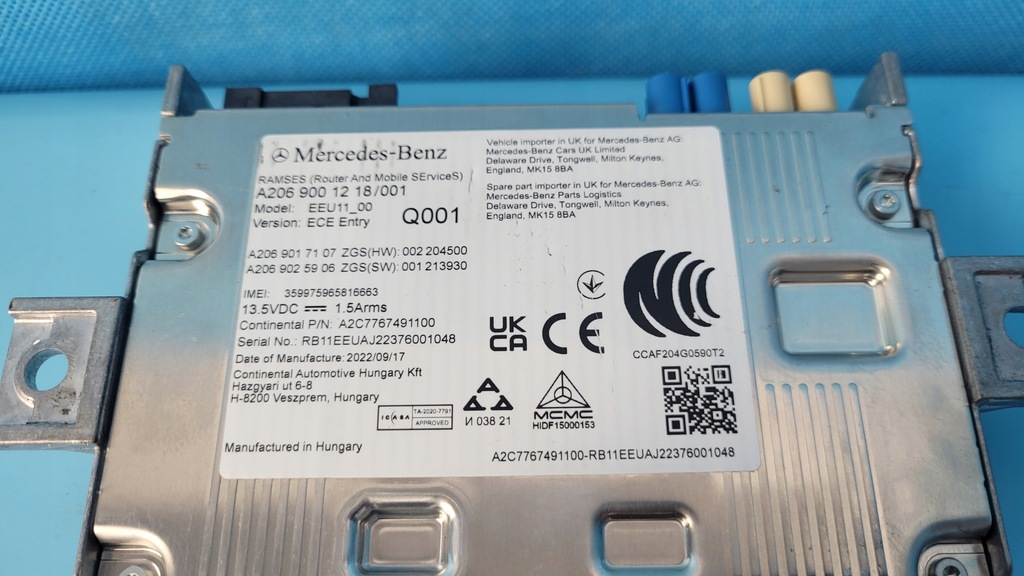 Mercedes-Benz
RAMSES (Router And Mobile SErviceS)
A206 900 12 18/001
Model: EEU11_00
Version: ECE Entry
Q001
Vehicle importer in UK for Mercedes-Benz AG:
Mercedes-Benz Cars UK Limited
Delaware Drive, Tongwell, Milton Keynes,
England, MK15 8BA
Spare part importer in UK for Mercedes-Benz AG:
Mercedes-Benz Parts Logistics
Delaware Drive, Tongwell, Milton Keynes,
England, MK15 8BA
A206 901 71 07 ZGS(HW): 002 204500
A206 902 59 06 ZGS(SW): 001 213930
IMEI: 359975965816663
13.5VDC ⎓ 1.5Arms
Continental P/N: A2C7767491100
Serial No.: RB11EEUAJ22376001048
Date of Manufacture: 2022/09/17
Continental Automotive Hungary Kft
Hazgyari ut 6-8
H-8200 Veszprem, Hungary
UK
CA
CE
CCAF204G0590T2
ICASA
TA-2020-7791
APPROVED
И 038 21
MCMC
HIDF15000153
Manufactured in Hungary
A2C7767491100-RB11EEUAJ22376001048